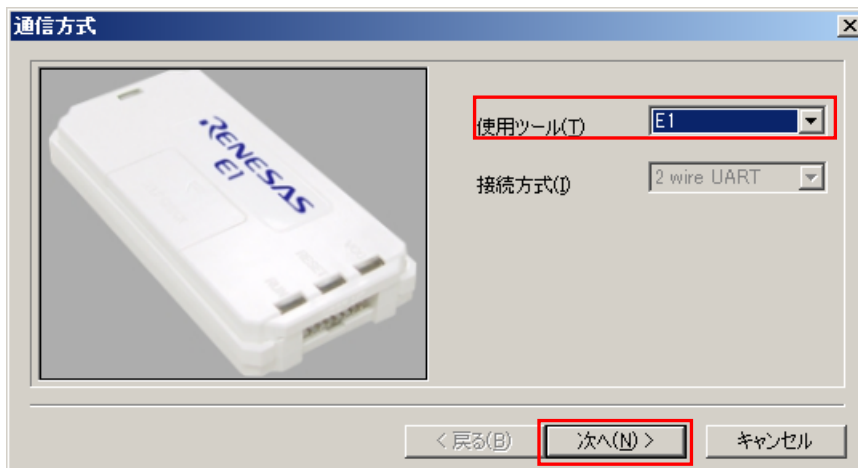 通信方式
RENESAS
E1
使用ツール(T)
E1
接続方式(I)
2 wire UART
< 戻る(B)
次へ(N) >
キャンセル